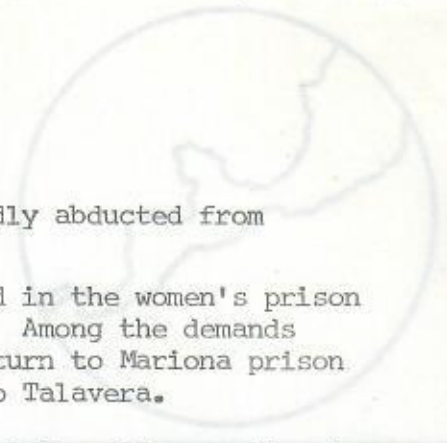 dly abducted from
d in the women's prison
Among the demands
turn to Mariona prison
o Talavera.